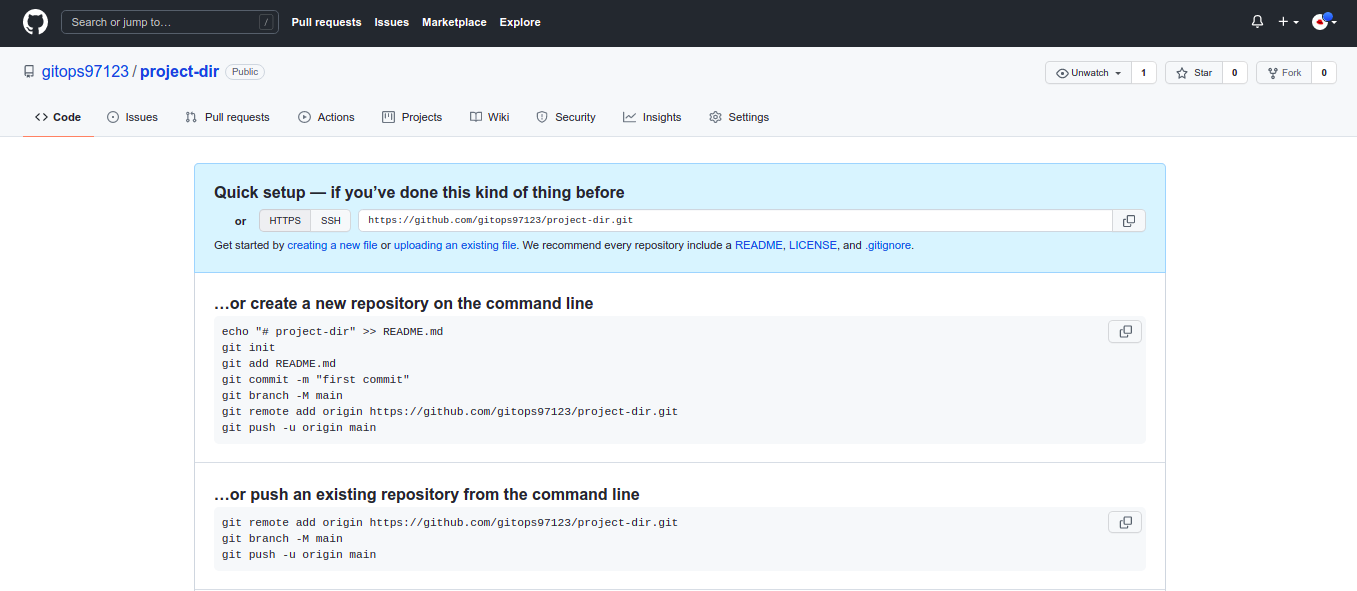 Search or jump to… / Pull requests Issues Marketplace Explore
gitops97123 / project-dir Public Unwatch 1 Star 0 Fork 0
Code Issues Pull requests Actions Projects Wiki Security Insights Settings
Quick setup — if you’ve done this kind of thing before
or HTTPS SSH https://github.com/gitops97123/project-dir.git
Get started by creating a new file or uploading an existing file. We recommend every repository include a README, LICENSE, and .gitignore.
…or create a new repository on the command line
echo "# project-dir" >> README.md
git init
git add README.md
git commit -m "first commit"
git branch -M main
git remote add origin https://github.com/gitops97123/project-dir.git
git push -u origin main
…or push an existing repository from the command line
git remote add origin https://github.com/gitops97123/project-dir.git
git branch -M main
git push -u origin main